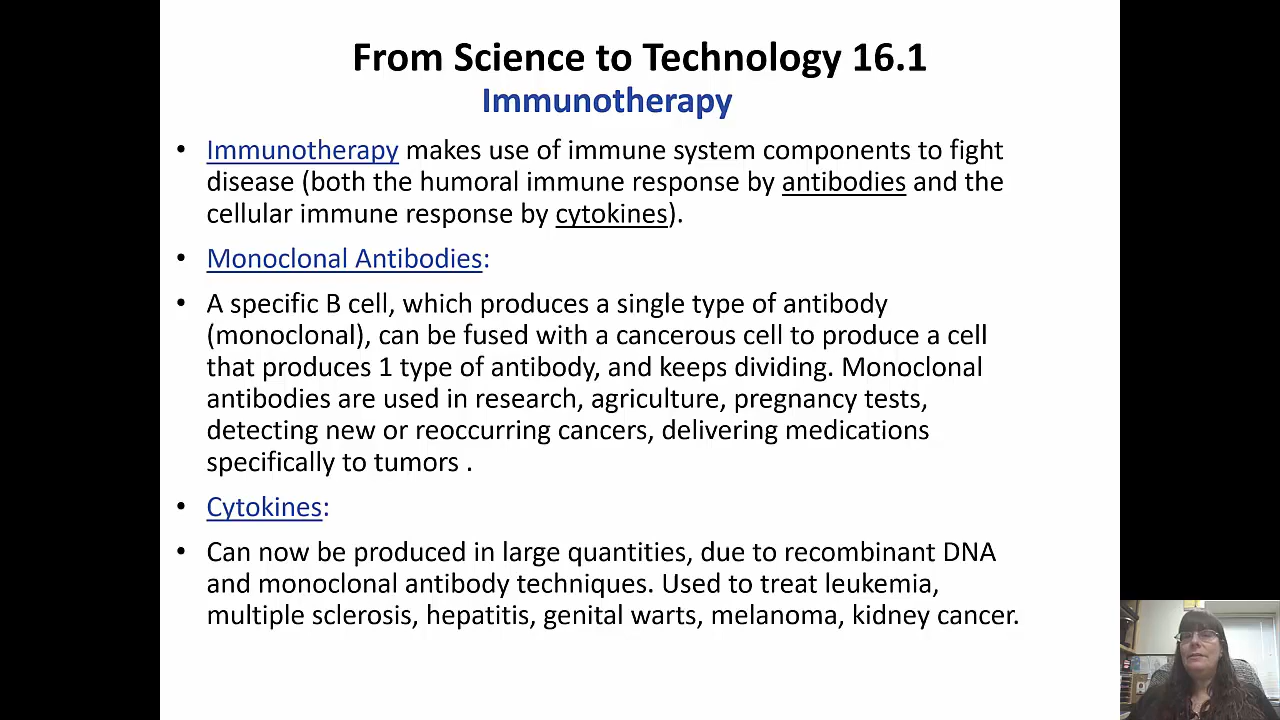 From Science to Technology 16.1
Immunotherapy
• Immunotherapy makes use of immune system components to fight
disease (both the humoral immune response by antibodies and the
cellular immune response by cytokines).
• Monoclonal Antibodies:
• A specific B cell, which produces a single type of antibody
(monoclonal), can be fused with a cancerous cell to produce a cell
that produces 1 type of antibody, and keeps dividing. Monoclonal
antibodies are used in research, agriculture, pregnancy tests,
detecting new or reoccurring cancers, delivering medications
specifically to tumors .
• Cytokines:
• Can now be produced in large quantities, due to recombinant DNA
and monoclonal antibody techniques. Used to treat leukemia,
multiple sclerosis, hepatitis, genital warts, melanoma, kidney cancer.